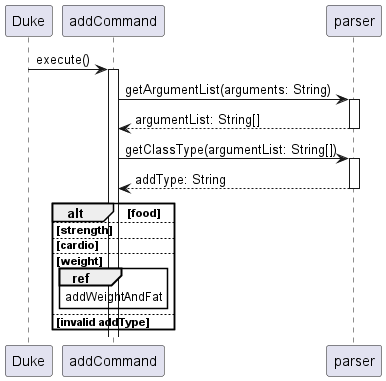 Duke addCommand parser
execute()
getArgumentList(arguments: String)
argumentList: String[]
getClassType(argumentList: String[])
addType: String
alt [food]
[strength]
[cardio]
[weight]
ref
addWeightAndFat
[invalid addType]
Duke addCommand parser